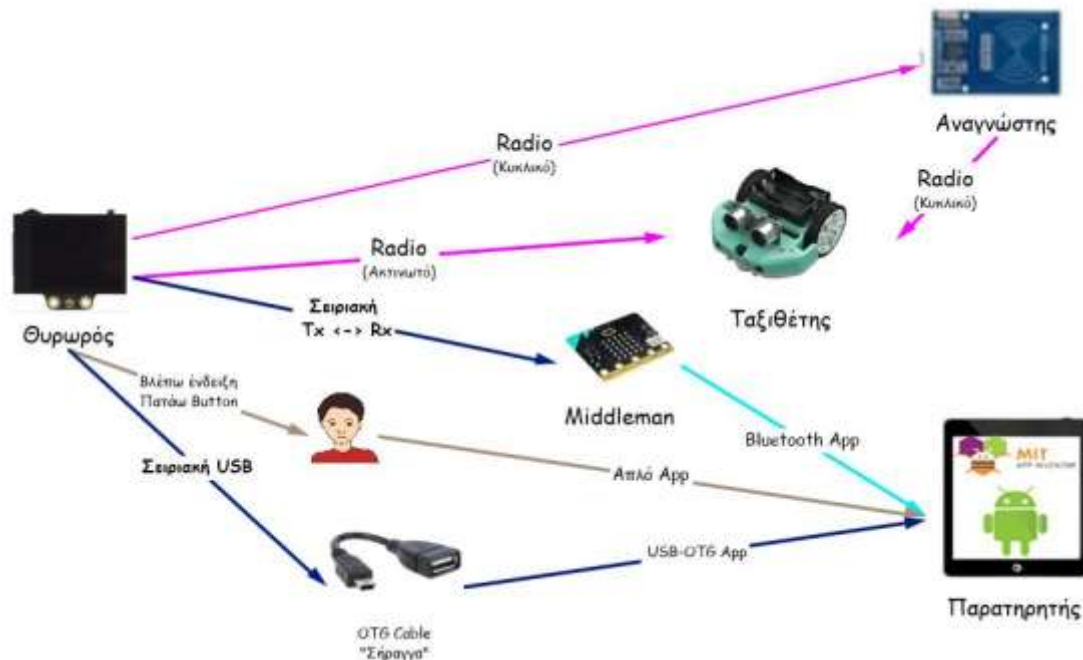 Αναγνώστης
Radio
(Κυκλικό)
Radio
(Κυκλικό)
Radio
(Ακτινωτό)
Ταξιθέτης
Θυρωρός
Σειριακή
Tx <-> Rx
Βλέπω ένδειξη
Πατάω Button
Middleman
Bluetooth App
Σειριακή USB
Απλό App
MIT
APP INVENTOR
USB-OTG App
Παρατηρητής
OTG Cable
"Σήραγγα"